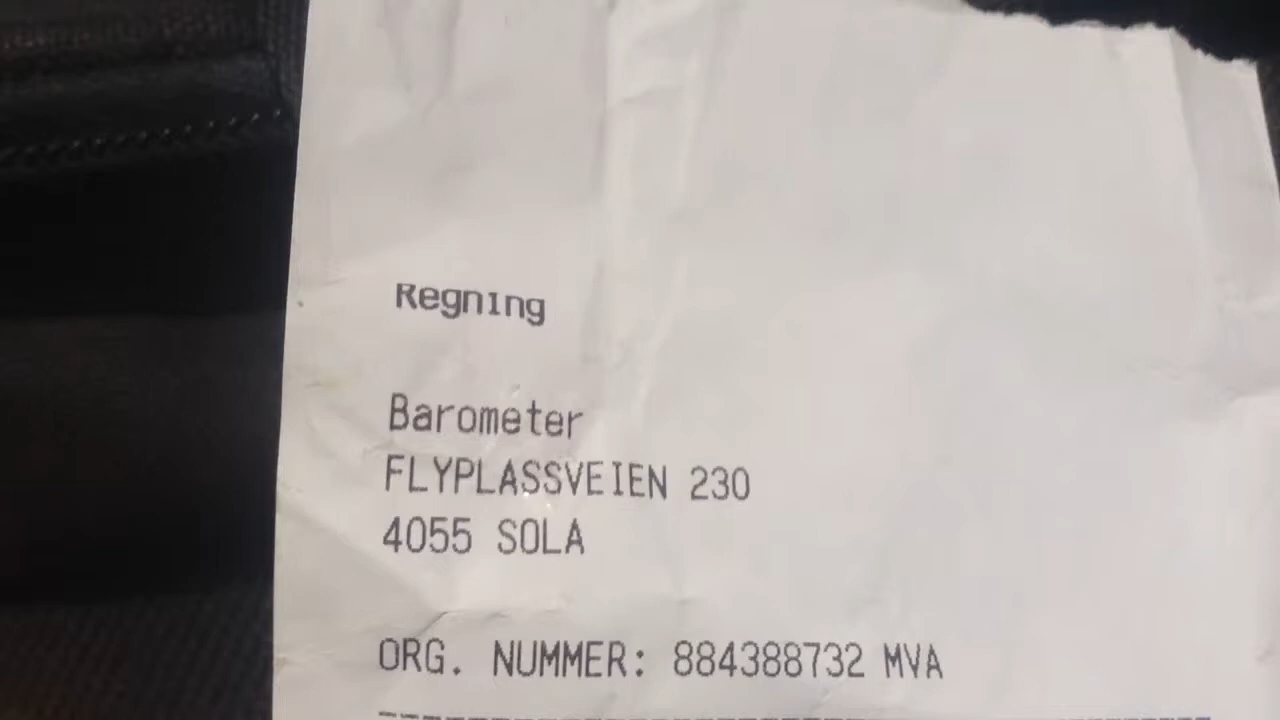 Regning
Barometer
FLYPLASSVEIEN 230
4055 SOLA
ORG. NUMMER: 884388732 MVA